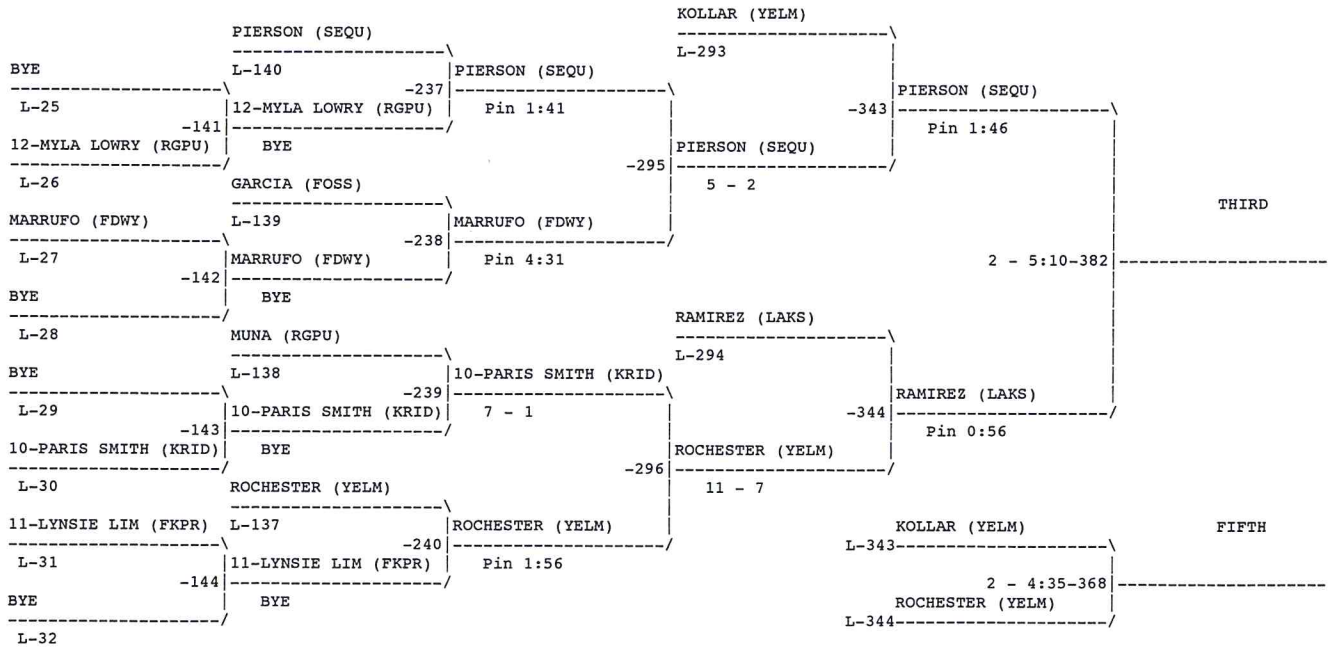 KOLLAR (YELM)
PIERSON (SEQU)
L-293
BYE
L-140
PIERSON (SEQU)
-237
PIERSON (SEQU)
L-25
12-MYLA LOWRY (RGPU)
Pin 1:41
-343
-141
Pin 1:46
12-MYLA LOWRY (RGPU)
BYE
PIERSON (SEQU)
-295
L-26
GARCIA (FOSS)
5 - 2
THIRD
MARRUFO (FDWY)
L-139
MARRUFO (FDWY)
-238
L-27
MARRUFO (FDWY)
Pin 4:31
2 - 5:10-382
-142
BYE
BYE
RAMIREZ (LAKS)
L-28
MUNA (RGPU)
L-294
BYE
L-138
10-PARIS SMITH (KRID)
-239
RAMIREZ (LAKS)
L-29
10-PARIS SMITH (KRID)
7 - 1
-344
-143
Pin 0:56
10-PARIS SMITH (KRID)
BYE
ROCHESTER (YELM)
-296
L-30
ROCHESTER (YELM)
11 - 7
11-LYNSIE LIM (FKPR)
L-137
ROCHESTER (YELM)
KOLLAR (YELM)
FIFTH
-240
L-343
L-31
11-LYNSIE LIM (FKPR)
Pin 1:56
-144
2 - 4:35-368
BYE
BYE
ROCHESTER (YELM)
L-344
L-32